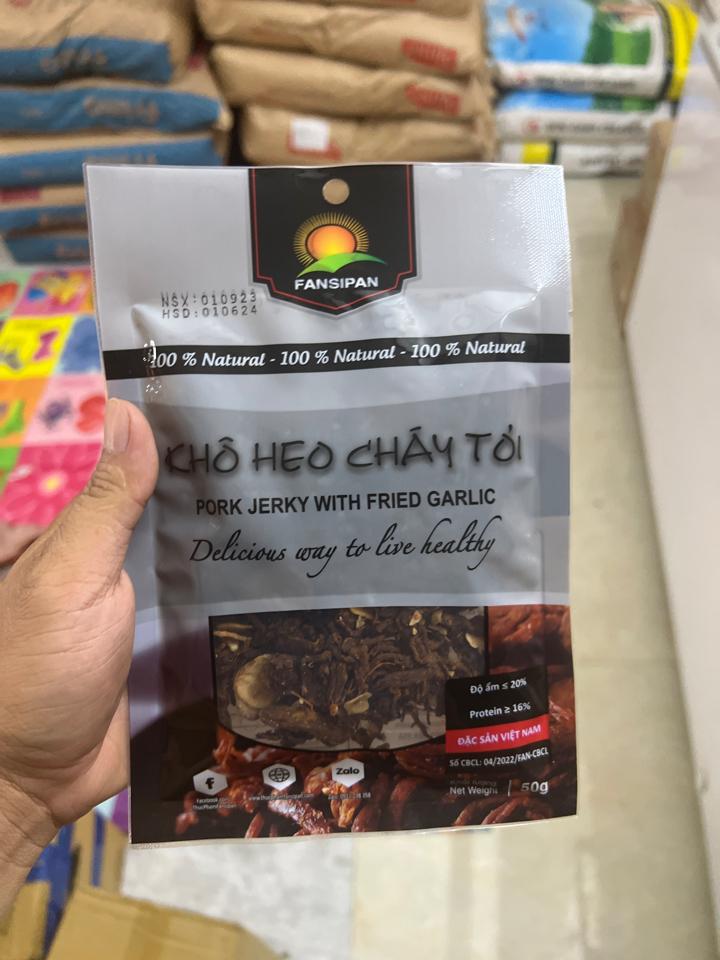 FANSIPAN
NSX:010923
HSD:010624
100 % Natural - 100 % Natural - 100 % Natural
KHÔ HEO CHÁY TỎI
PORK JERKY WITH FRIED GARLIC
Delicious way to live healthy
Độ ẩm ≤ 20%
Protein ≥ 16%
ĐẶC SẢN VIỆT NAM
Số CBCL: 04/2022/FAN-CBCL
Net Weight | 50g
f
Zalo
Facebook.com